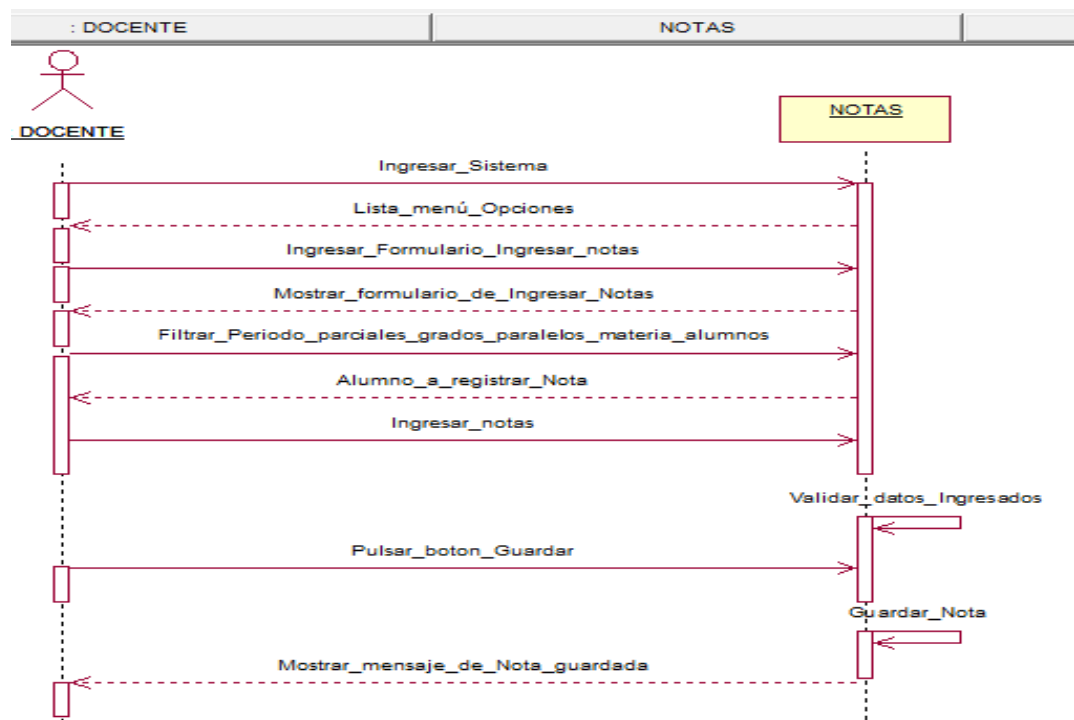 : DOCENTE
NOTAS
DOCENTE
NOTAS
Ingresar_Sistema
Lista_menú_Opciones
Ingresar_Formulario_Ingresar_notas
Mostrar_formulario_de_Ingresar_Notas
Filtrar_Periodo_parciales_grados_paralelos_materia_alumnos
Alumno_a_registrar_Nota
Ingresar_notas
Validar_datos_Ingresados
Pulsar_boton_Guardar
Guardar_Nota
Mostrar_mensaje_de_Nota_guardada